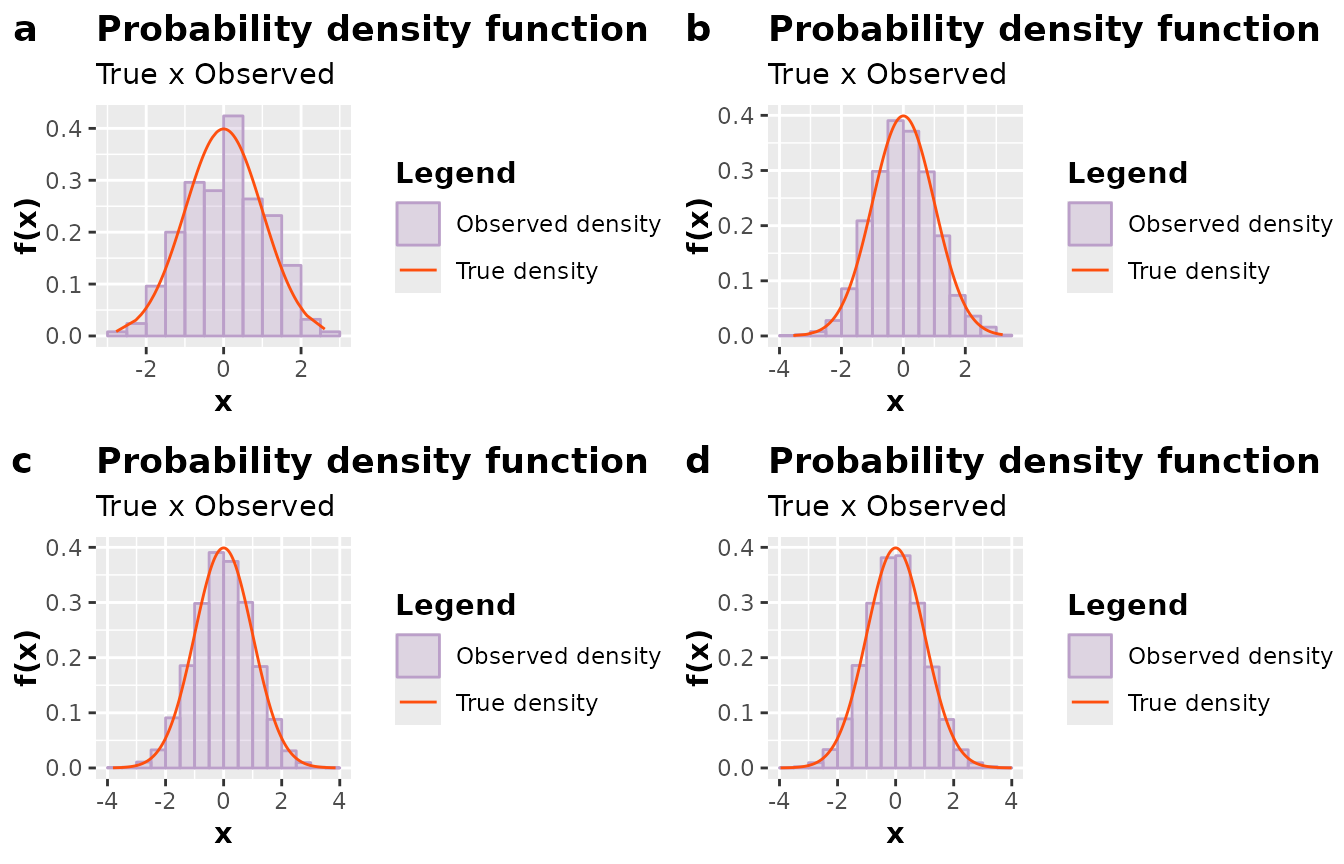 a Probability density function
True x Observed
f(x)
0.4
0.3
0.2
0.1
0.0
-2 0 2
x
Legend
Observed density
True density
b Probability density function
True x Observed
f(x)
0.4
0.3
0.2
0.1
0.0
-4 -2 0 2
x
Legend
Observed density
True density
c Probability density function
True x Observed
f(x)
0.4
0.3
0.2
0.1
0.0
-4 -2 0 2 4
x
Legend
Observed density
True density
d Probability density function
True x Observed
f(x)
0.4
0.3
0.2
0.1
0.0
-4 -2 0 2 4
x
Legend
Observed density
True density